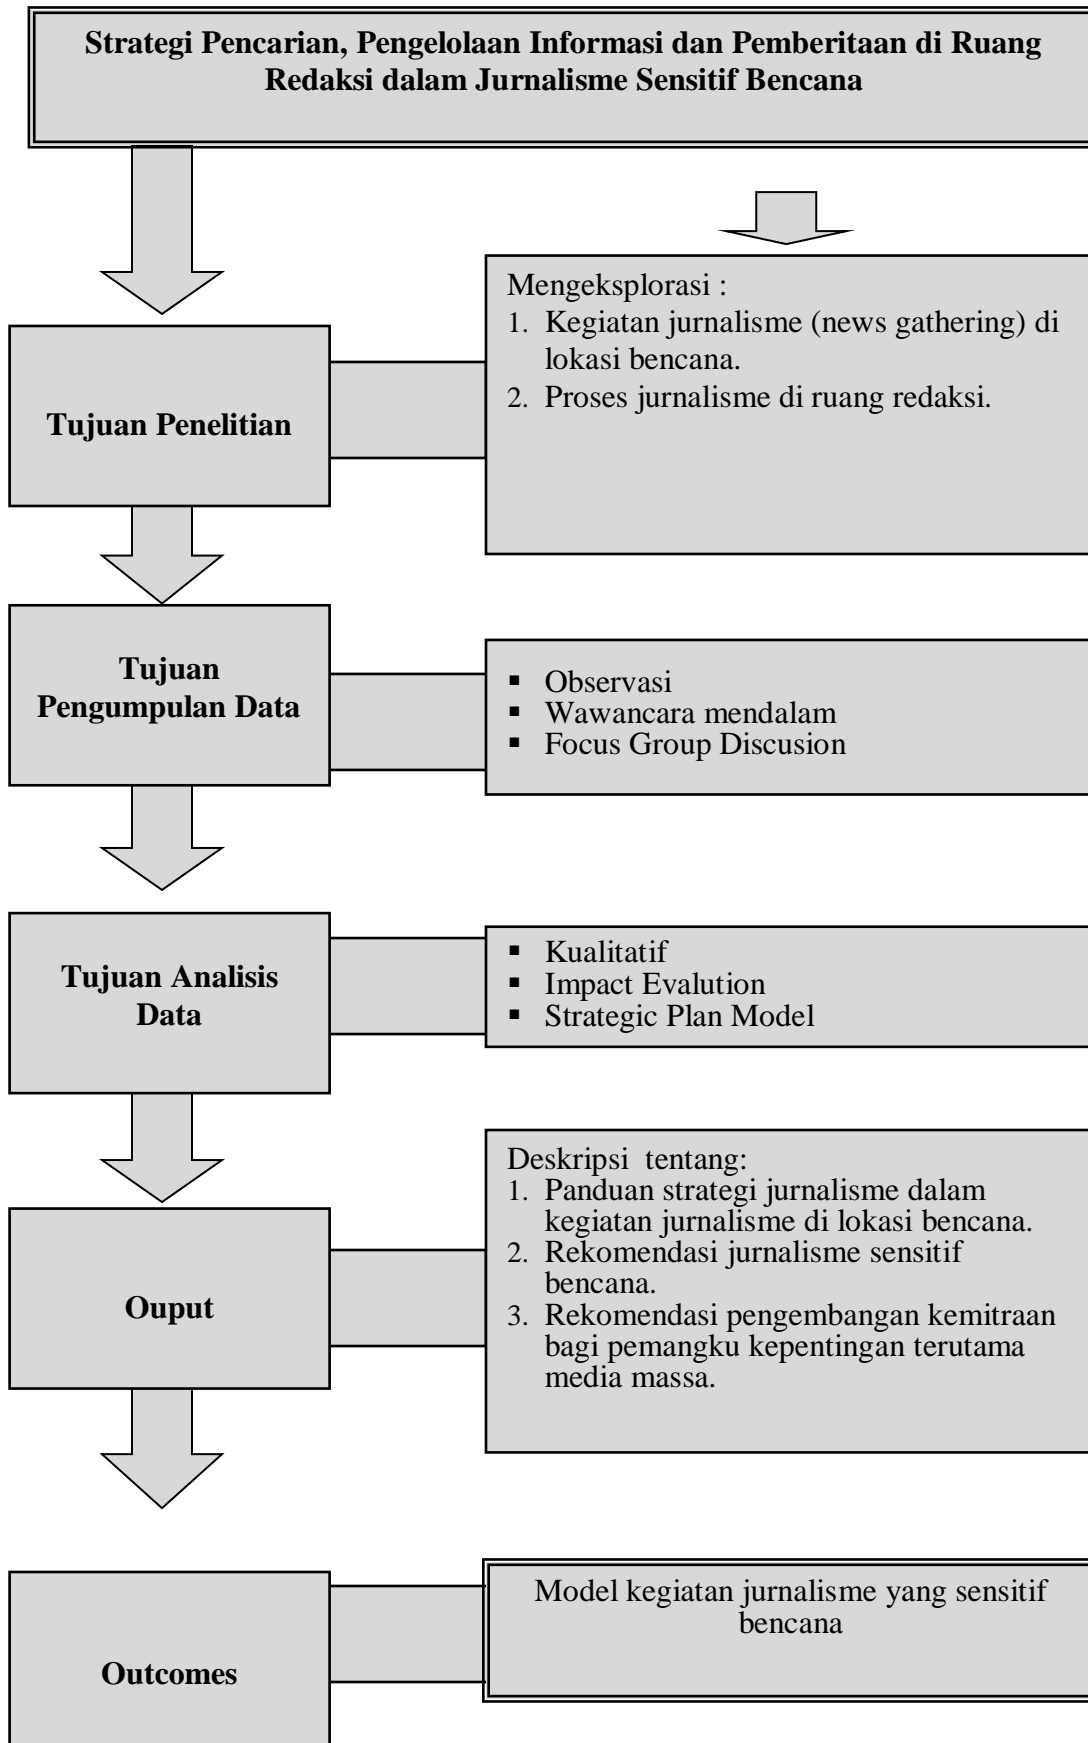 Strategi Pencarian, Pengelolaan Informasi dan Pemberitaan di Ruang
Redaksi dalam Jurnalisme Sensitif Bencana
Tujuan Penelitian
Mengeksplorasi :
1. Kegiatan jurnalisme (news gathering) di
lokasi bencana.
2. Proses jurnalisme di ruang redaksi.
Tujuan
Pengumpulan Data
▪ Observasi
▪ Wawancara mendalam
▪ Focus Group Discusion
Tujuan Analisis
Data
▪ Kualitatif
▪ Impact Evalution
▪ Strategic Plan Model
Ouput
Deskripsi tentang:
1. Panduan strategi jurnalisme dalam
kegiatan jurnalisme di lokasi bencana.
2. Rekomendasi jurnalisme sensitif
bencana.
3. Rekomendasi pengembangan kemitraan
bagi pemangku kepentingan terutama
media massa.
Outcomes
Model kegiatan jurnalisme yang sensitif
bencana